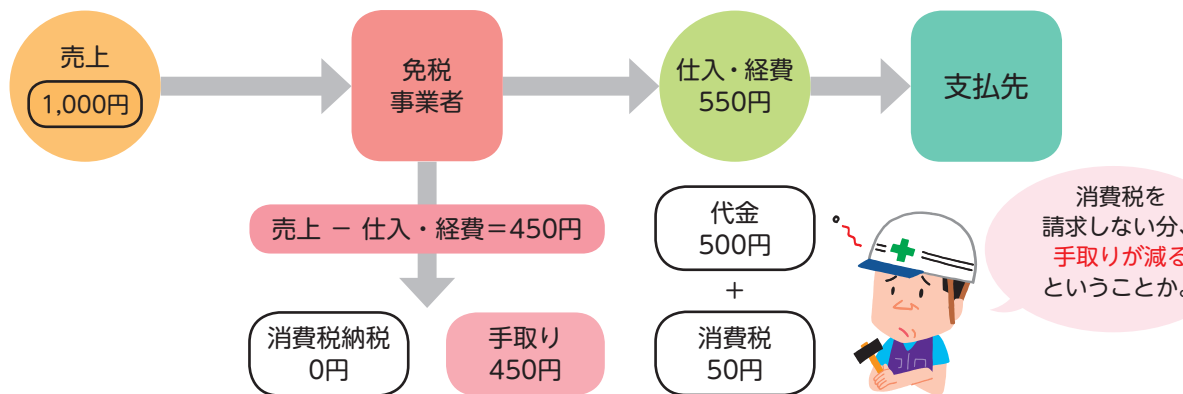 売上
1,000円
免税
事業者
仕入・経費
550円
支払先
売上 － 仕入・経費＝450円
消費税納税
0円
手取り
450円
代金
500円
+
消費税
50円
消費税を
請求しない分、
手取りが減る
ということか。